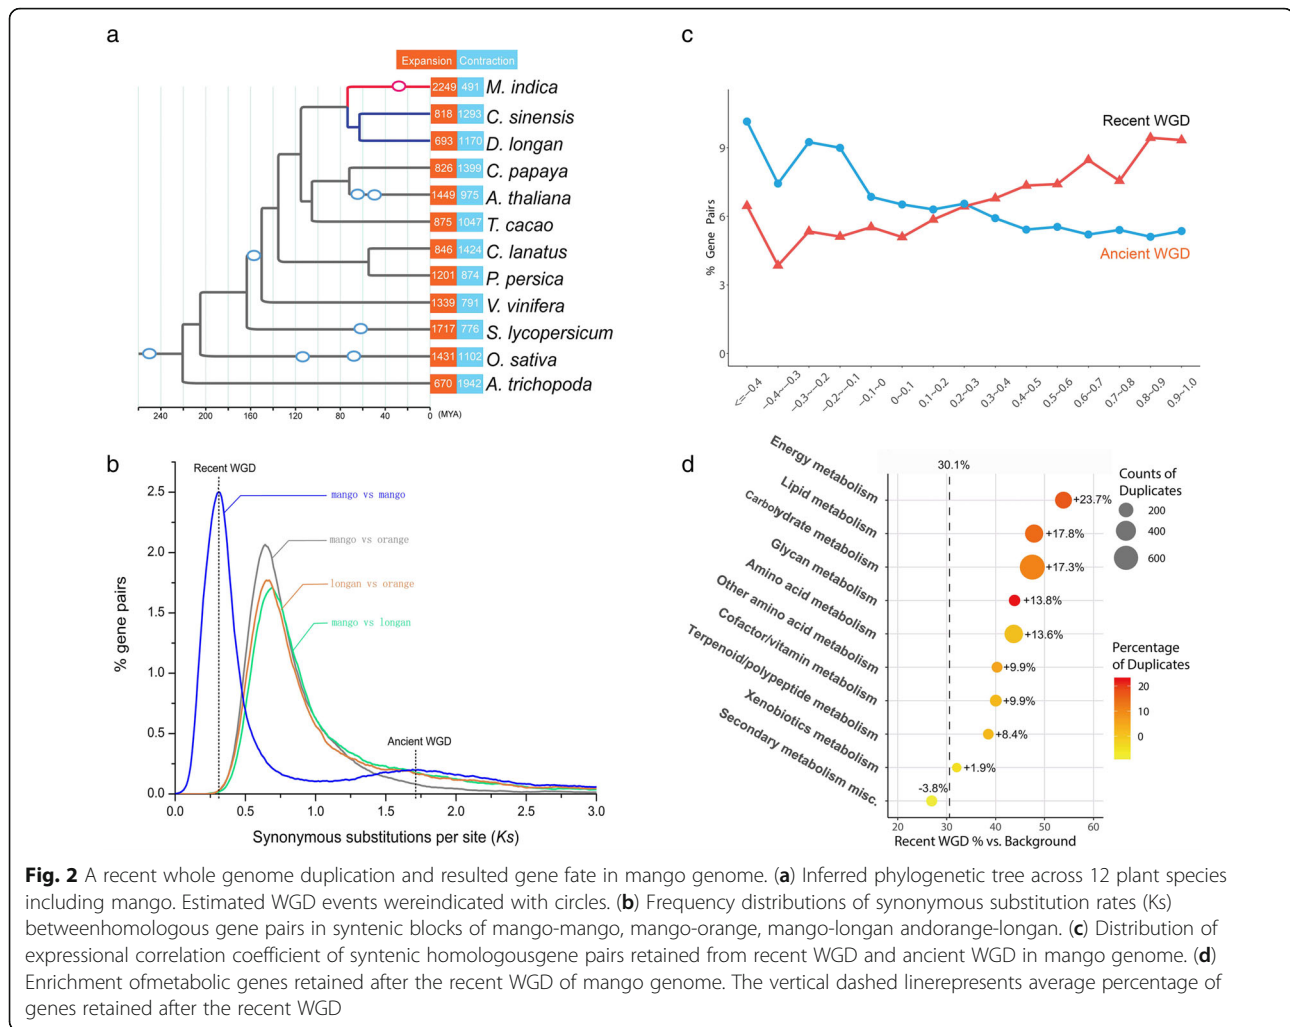 a
Expansion Contraction
2249 491 M. indica
818 1293 C. sinensis
693 1170 D. longan
826 1399 C. papaya
1449 975 A. thaliana
875 1047 T. cacao
846 1424 C. lanatus
1201 874 P. persica
1339 791 V. vinifera
1717 776 S. lycopersicum
1431 1102 O. sativa
670 1942 A. trichopoda
240 200 160 120 80 40 0 (MYA)
c
Recent WGD
Ancient WGD
% Gene Pairs
9
6
3
0
<=-0.4 -0.4~-0.3 -0.3~-0.2 -0.2~-0.1 -0.1~0 0~0.1 0.1~0.2 0.2~0.3 0.3~0.4 0.4~0.5 0.5~0.6 0.6~0.7 0.7~0.8 0.8~0.9 0.9~1.0
b
Recent WGD
mango vs mango
mango vs orange
longan vs orange
mango vs longan
Ancient WGD
% gene pairs
2.5
2.0
1.5
1.0
0.5
0.0
0.0 0.5 1.0 1.5 2.0 2.5 3.0
Synonymous substitutions per site (Ks)
d
30.1%
Energy metabolism
Lipid metabolism
Carbolydrate metabolism
Glycan metabolism
Amino acid metabolism
Other amino acid metabolism
Cofactor/vitamin metabolism
Terpenoid/polypeptide metabolism
Xenobiotics metabolism
Secondary metabolism misc.
+23.7%
+17.8%
+17.3%
+13.8%
+13.6%
+9.9%
+9.9%
+8.4%
+1.9%
-3.8%
20 30 40 50 60
Recent WGD % vs. Background
Counts of
Duplicates
200
400
600
Percentage
of Duplicates
20
10
0
Fig. 2 A recent whole genome duplication and resulted gene fate in mango genome. (a) Inferred phylogenetic tree across 12 plant species
including mango. Estimated WGD events wereindicated with circles. (b) Frequency distributions of synonymous substitution rates (Ks)
betweenhomologous gene pairs in syntenic blocks of mango-mango, mango-orange, mango-longan andorange-longan. (c) Distribution of
expressional correlation coefficient of syntenic homologousgene pairs retained from recent WGD and ancient WGD in mango genome. (d)
Enrichment ofmetabolic genes retained after the recent WGD of mango genome. The vertical dashed linerepresents average percentage of
genes retained after the recent WGD